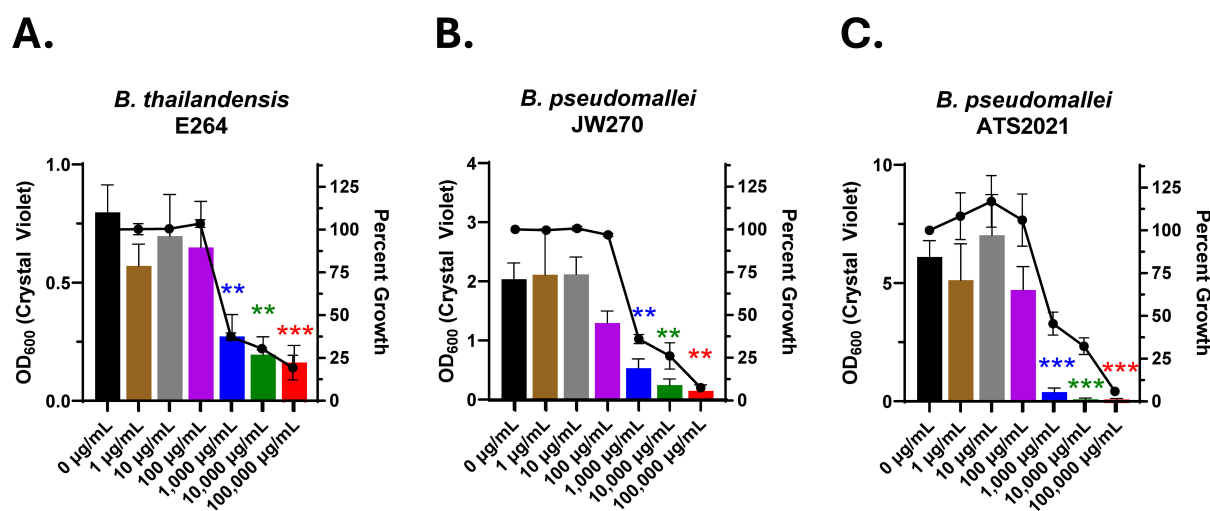 A.
B. thailandensis
E264
OD600 (Crystal Violet)
1.0
0.5
0.0
125
100
75
50
25
0
Percent Growth
**
**
***
0 µg/mL
1 µg/mL
10 µg/mL
100 µg/mL
1,000 µg/mL
10,000 µg/mL
100,000 µg/mL
B.
B. pseudomallei
JW270
OD600 (Crystal Violet)
4
3
2
1
0
125
100
75
50
25
0
Percent Growth
**
**
**
0 µg/mL
1 µg/mL
10 µg/mL
100 µg/mL
1,000 µg/mL
10,000 µg/mL
100,000 µg/mL
C.
B. pseudomallei
ATS2021
OD600 (Crystal Violet)
10
5
0
125
100
75
50
25
0
Percent Growth
***
***
***
0 µg/mL
1 µg/mL
10 µg/mL
100 µg/mL
1,000 µg/mL
10,000 µg/mL
100,000 µg/mL